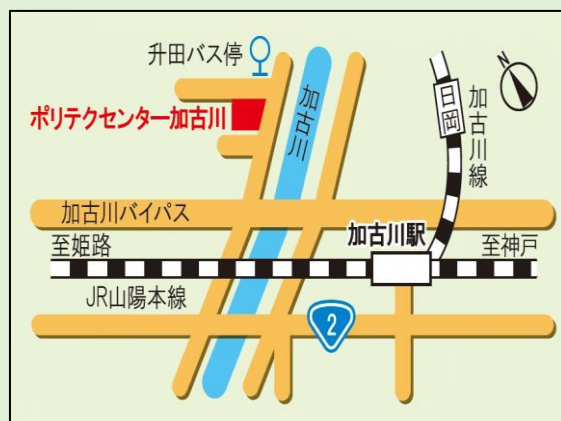 升田バス停
N
日岡
加古川線
ポリテクセンター加古川
加古川
加古川バイパス
加古川駅
至姫路
至神戸
JR山陽本線
2